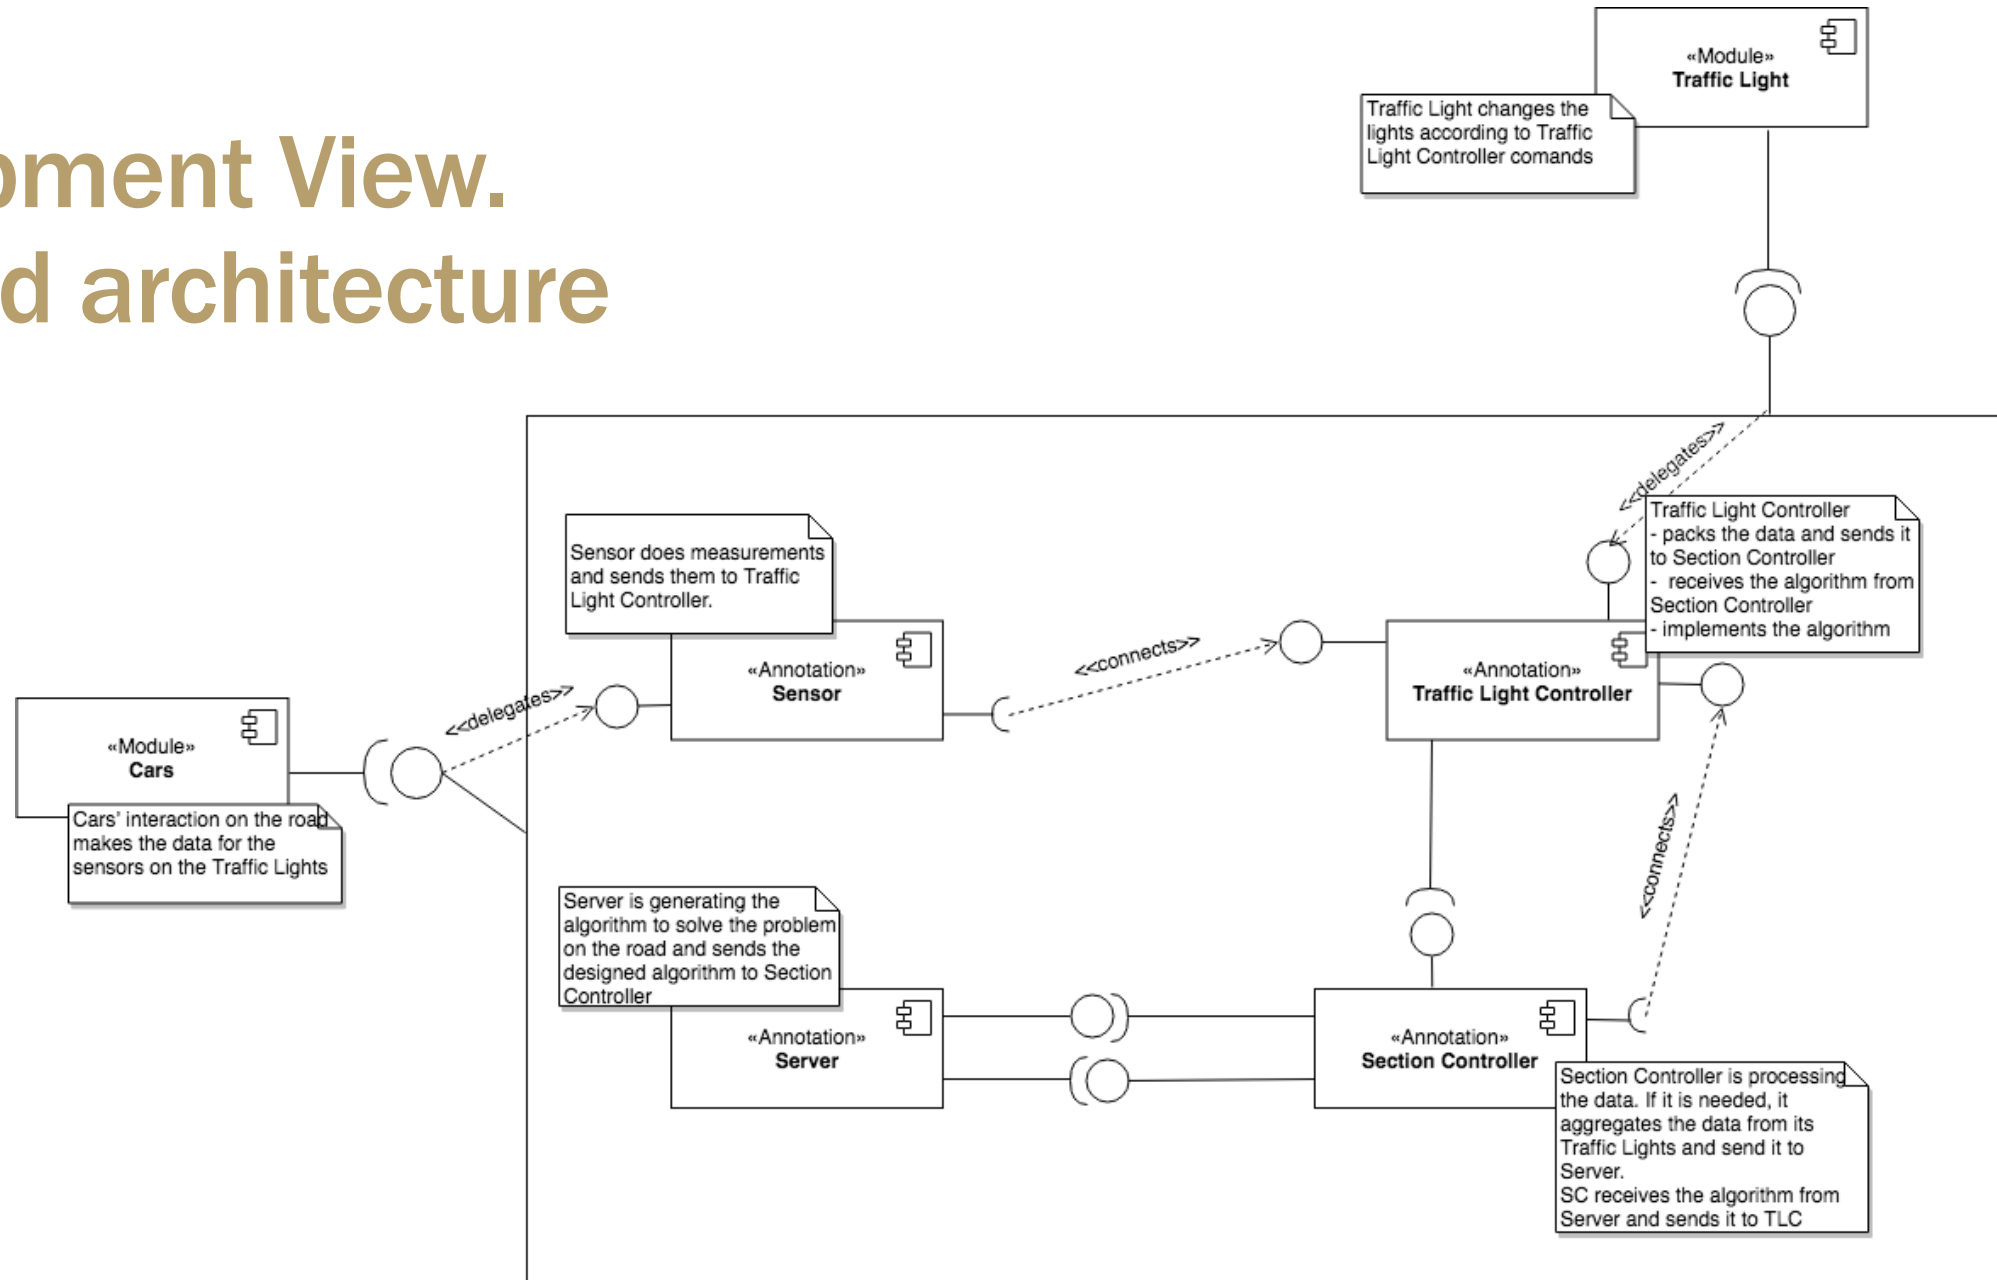 «Module»
Traffic Light
Traffic Light changes the
lights according to Traffic
Light Controller comands
pment View.
d architecture
<<delegates>>
Traffic Light Controller
- packs the data and sends it
to Section Controller
- receives the algorithm from
Section Controller
- implements the algorithm
Sensor does measurements
and sends them to Traffic
Light Controller.
«Annotation»
Sensor
<<connects>>
«Annotation»
Traffic Light Controller
<<delegates>>
«Module»
Cars
Cars' interaction on the road
makes the data for the
sensors on the Traffic Lights
<<connects>>
Server is generating the
algorithm to solve the problem
on the road and sends the
designed algorithm to Section
Controller
«Annotation»
Server
«Annotation»
Section Controller
Section Controller is processing
the data. If it is needed, it
aggregates the data from its
Traffic Lights and send it to
Server.
SC receives the algorithm from
Server and sends it to TLC